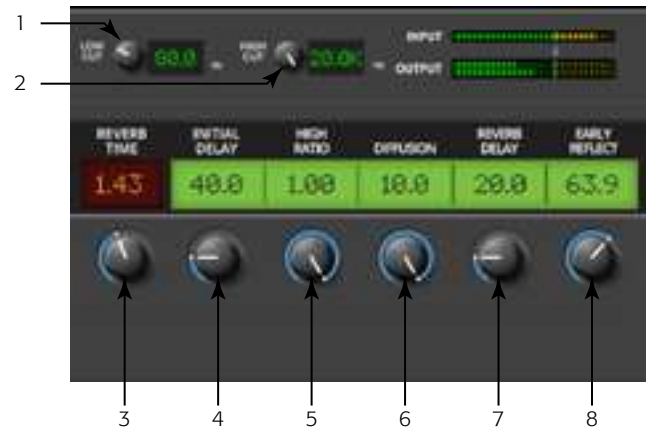 1
LOW CUT 80.0 HIGH CUT 20.0K INPUT
OUTPUT
2
REVERB TIME INITIAL DELAY HIGH RATIO DIFFUSION REVERB DELAY EARLY REFLECT
1.43 40.0 1.00 10.0 20.0 63.9
3 4 5 6 7 8